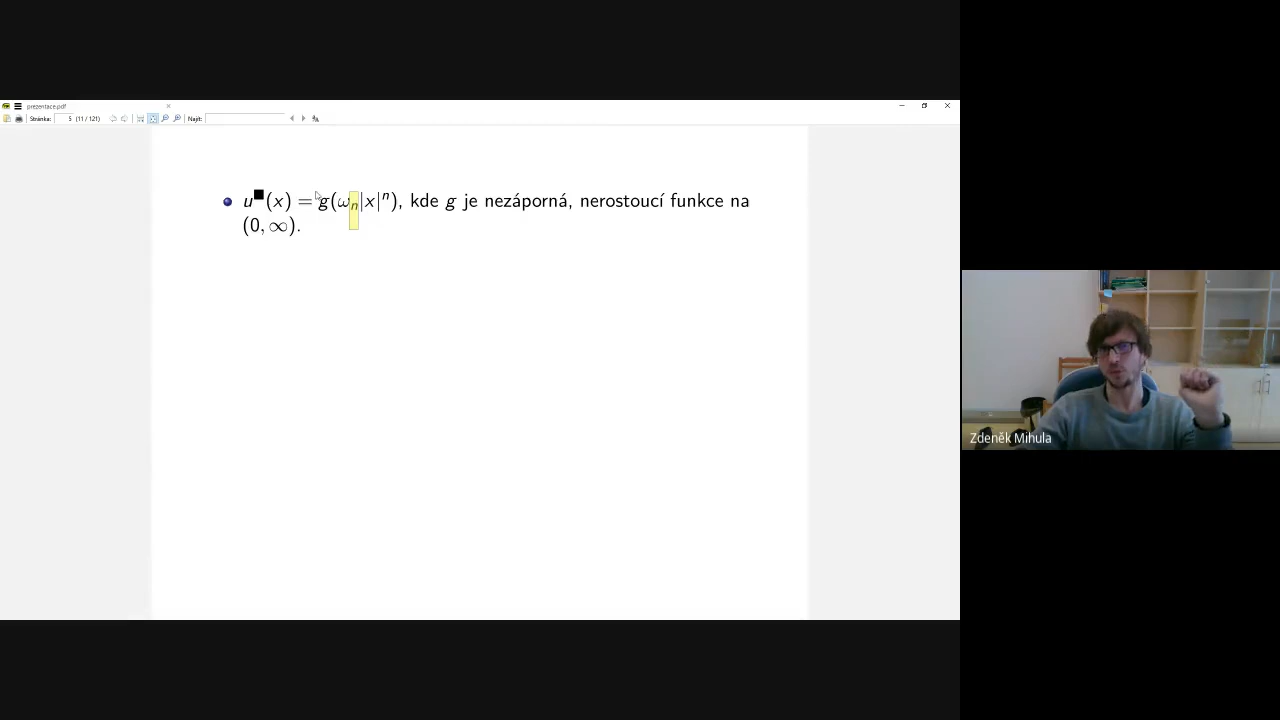 prezentace.pdf
Stránka: 5 (11 / 121) Najít:
u■(x) = g(ωₙ|x|ⁿ), kde g je nezáporná, nerostoucí funkce na
(0, ∞).
Zdeněk Mihula